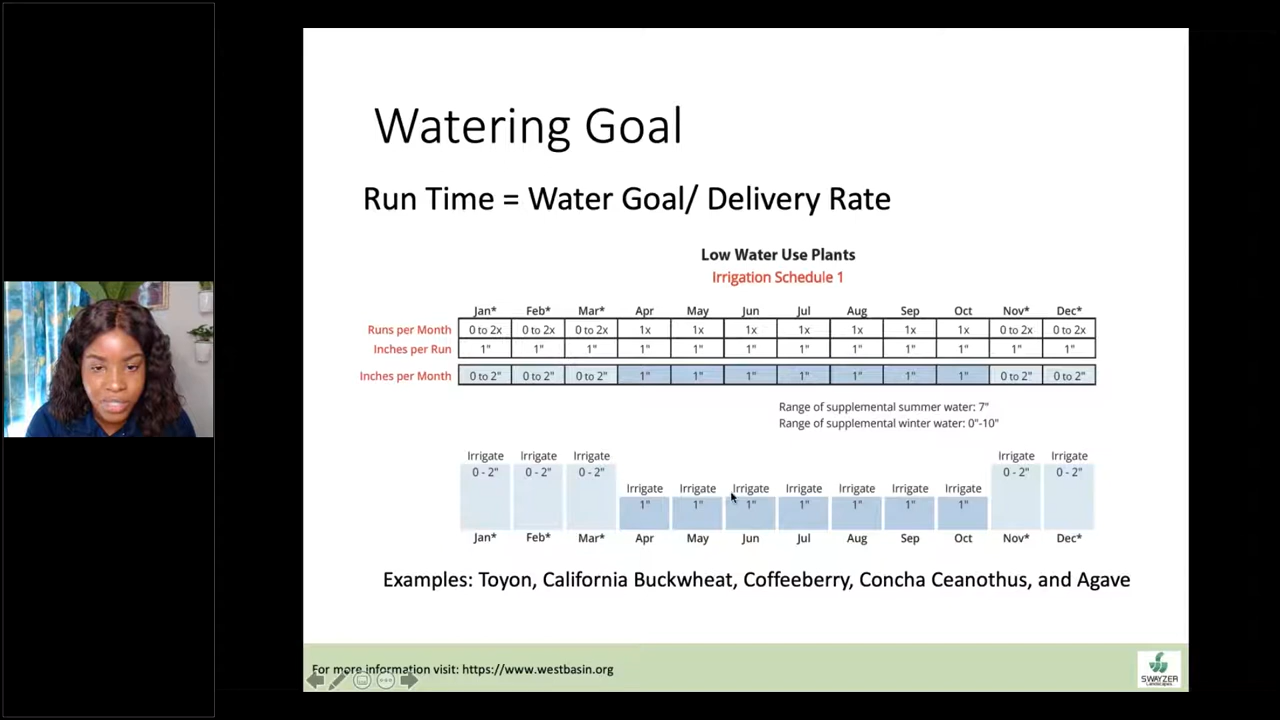 Watering Goal
Run Time = Water Goal/ Delivery Rate
Low Water Use Plants
Irrigation Schedule 1
Jan* Feb* Mar* Apr May Jun Jul Aug Sep Oct Nov* Dec*
Runs per Month 0 to 2x 0 to 2x 0 to 2x 1x 1x 1x 1x 1x 1x 1x 0 to 2x 0 to 2x
Inches per Run 1" 1" 1" 1" 1" 1" 1" 1" 1" 1" 1" 1"
Inches per Month 0 to 2" 0 to 2" 0 to 2" 1" 1" 1" 1" 1" 1" 1" 0 to 2" 0 to 2"
Range of supplemental summer water: 7"
Range of supplemental winter water: 0"-10"
Irrigate Irrigate Irrigate Irrigate Irrigate
0 - 2" 0 - 2" 0 - 2" 0 - 2" 0 - 2"
Irrigate Irrigate Irrigate Irrigate Irrigate Irrigate Irrigate
1" 1" 1" 1" 1" 1" 1"
Jan* Feb* Mar* Apr May Jun Jul Aug Sep Oct Nov* Dec*
Examples: Toyon, California Buckwheat, Coffeeberry, Concha Ceanothus, and Agave
For more information visit: https://www.westbasin.org
SWAYZER
LANDSCAPES